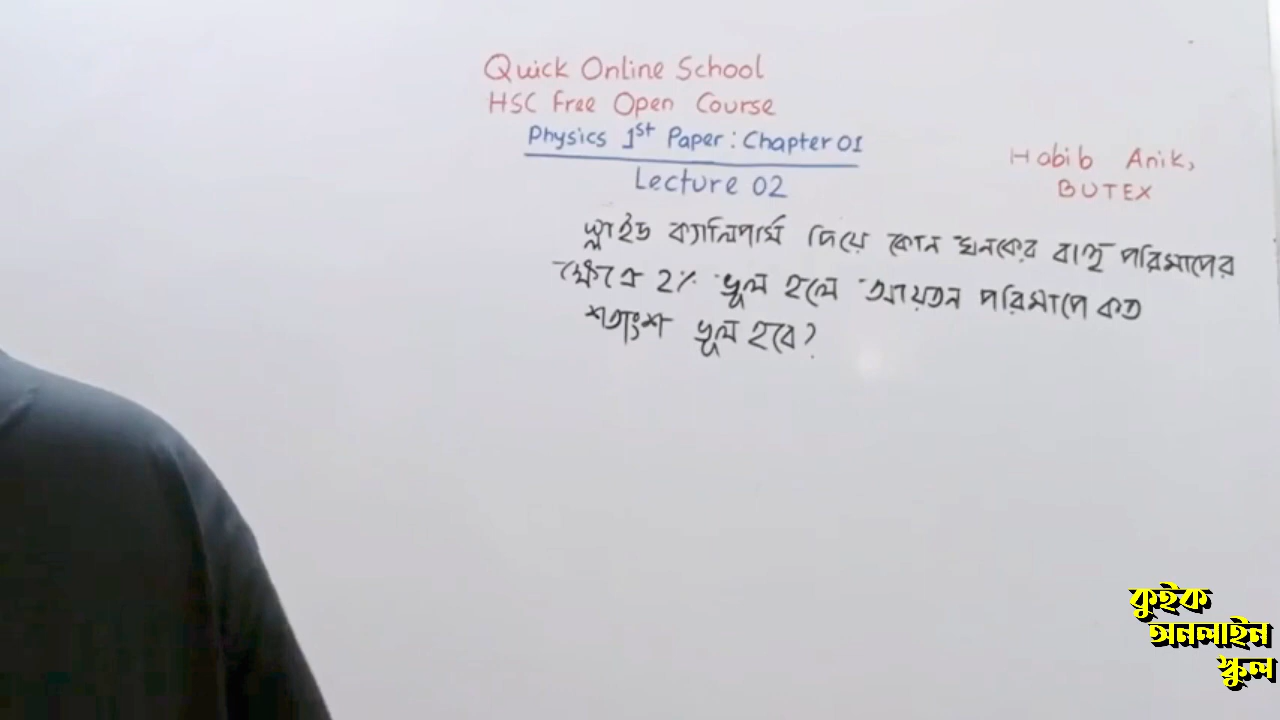 Quick Online School
HSC Free Open Course
Physics 1st Paper : Chapter 01
Lecture 02
Habib Anik,
BUTEX
স্লাইড ক্যালিপার্স দিয়ে কোন ঘনকের বাহু পরিমাপের
ক্ষেত্রে 2% ভুল হলে আয়তন পরিমাপে কত
শতাংশ ভুল হবে?
কুইক
অনলাইন
স্কুল